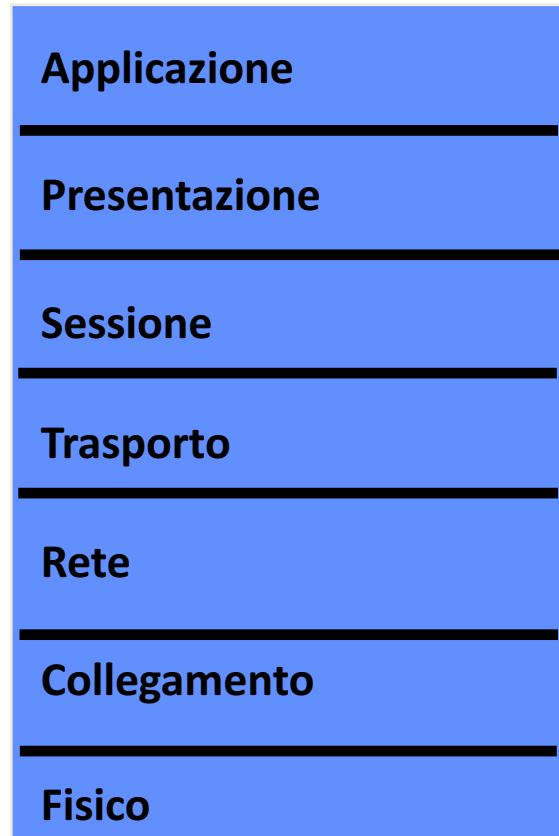 Applicazione
Presentazione
Sessione
Trasporto
Rete
Collegamento
Fisico